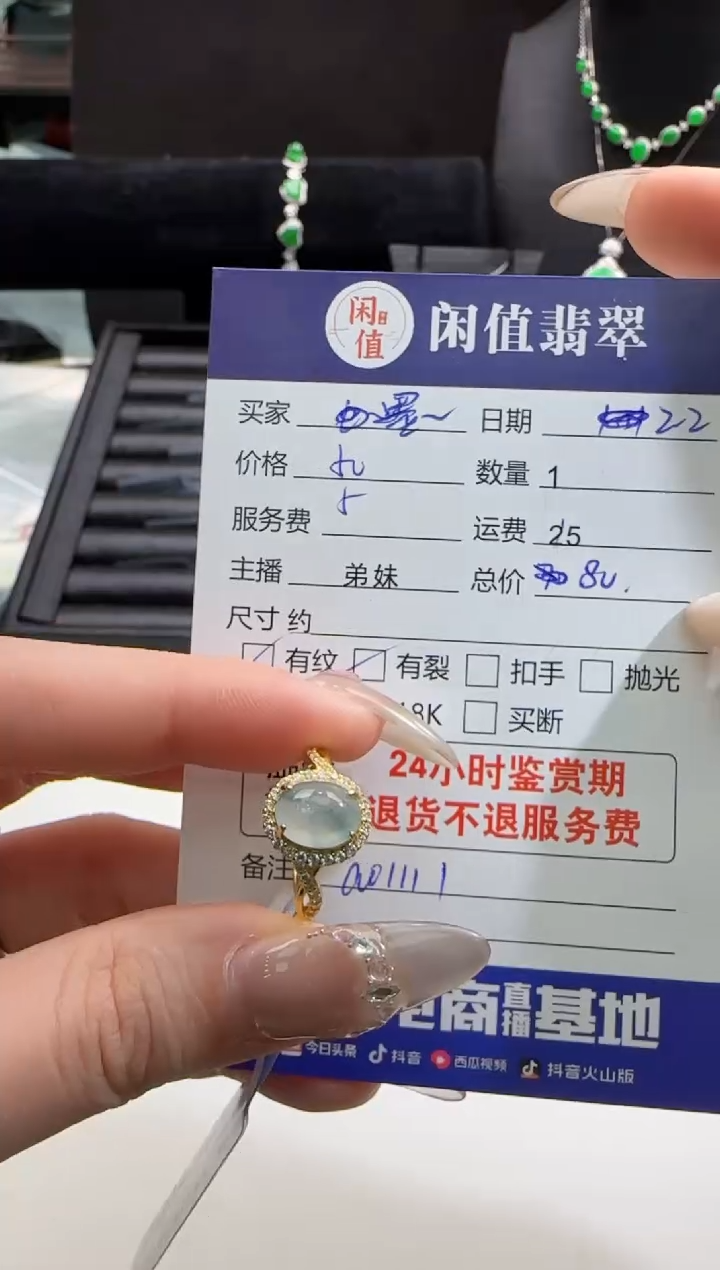 闲值 闲值翡翠
买家 日期 22
价格 50 数量 1
服务费 5 运费 25
主播 弟妹 总价 80.
尺寸 约
有纹 有裂 扣手 抛光
18K 买断
24小时鉴赏期
退货不退服务费
备注
电商直播基地
今日头条 抖音 西瓜视频 抖音火山版